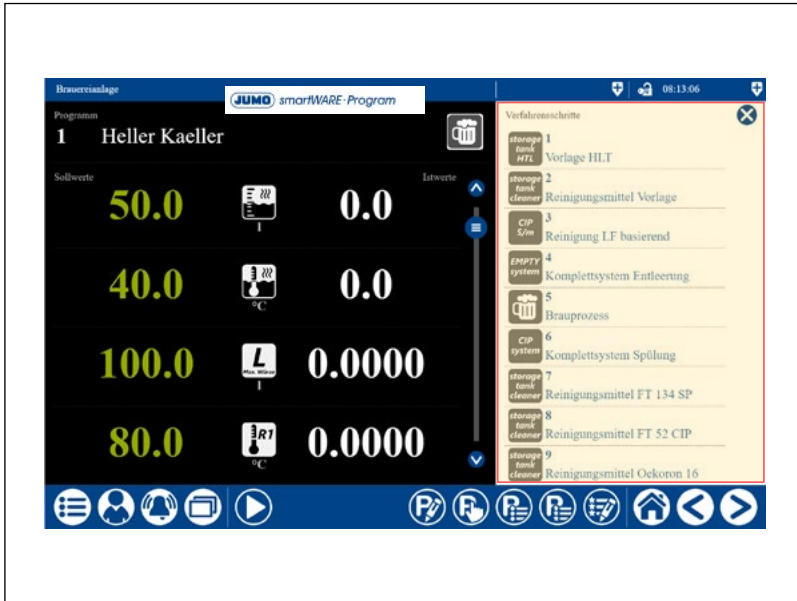 Brauereianlage
JUMO smartWARE·Program
08:13:06
Programm
1 Heller Kaeller
Sollwerte
Istwerte
50.0 l 0.0
40.0 °C 0.0
100.0 L Max. Würze l 0.0000
80.0 R1 °C 0.0000
Verfahrensschritte
storage tank HTL
1
Vorlage HLT
storage tank cleaner
2
Reinigungsmittel Vorlage
CIP S/m
3
Reinigung LF basierend
EMPTY system
4
Komplettsystem Entleerung
5
Brauprozess
CIP system
6
Komplettsystem Spülung
storage tank cleaner
7
Reinigungsmittel FT 134 SP
storage tank cleaner
8
Reinigungsmittel FT 52 CIP
storage tank cleaner
9
Reinigungsmittel Oekoron 16